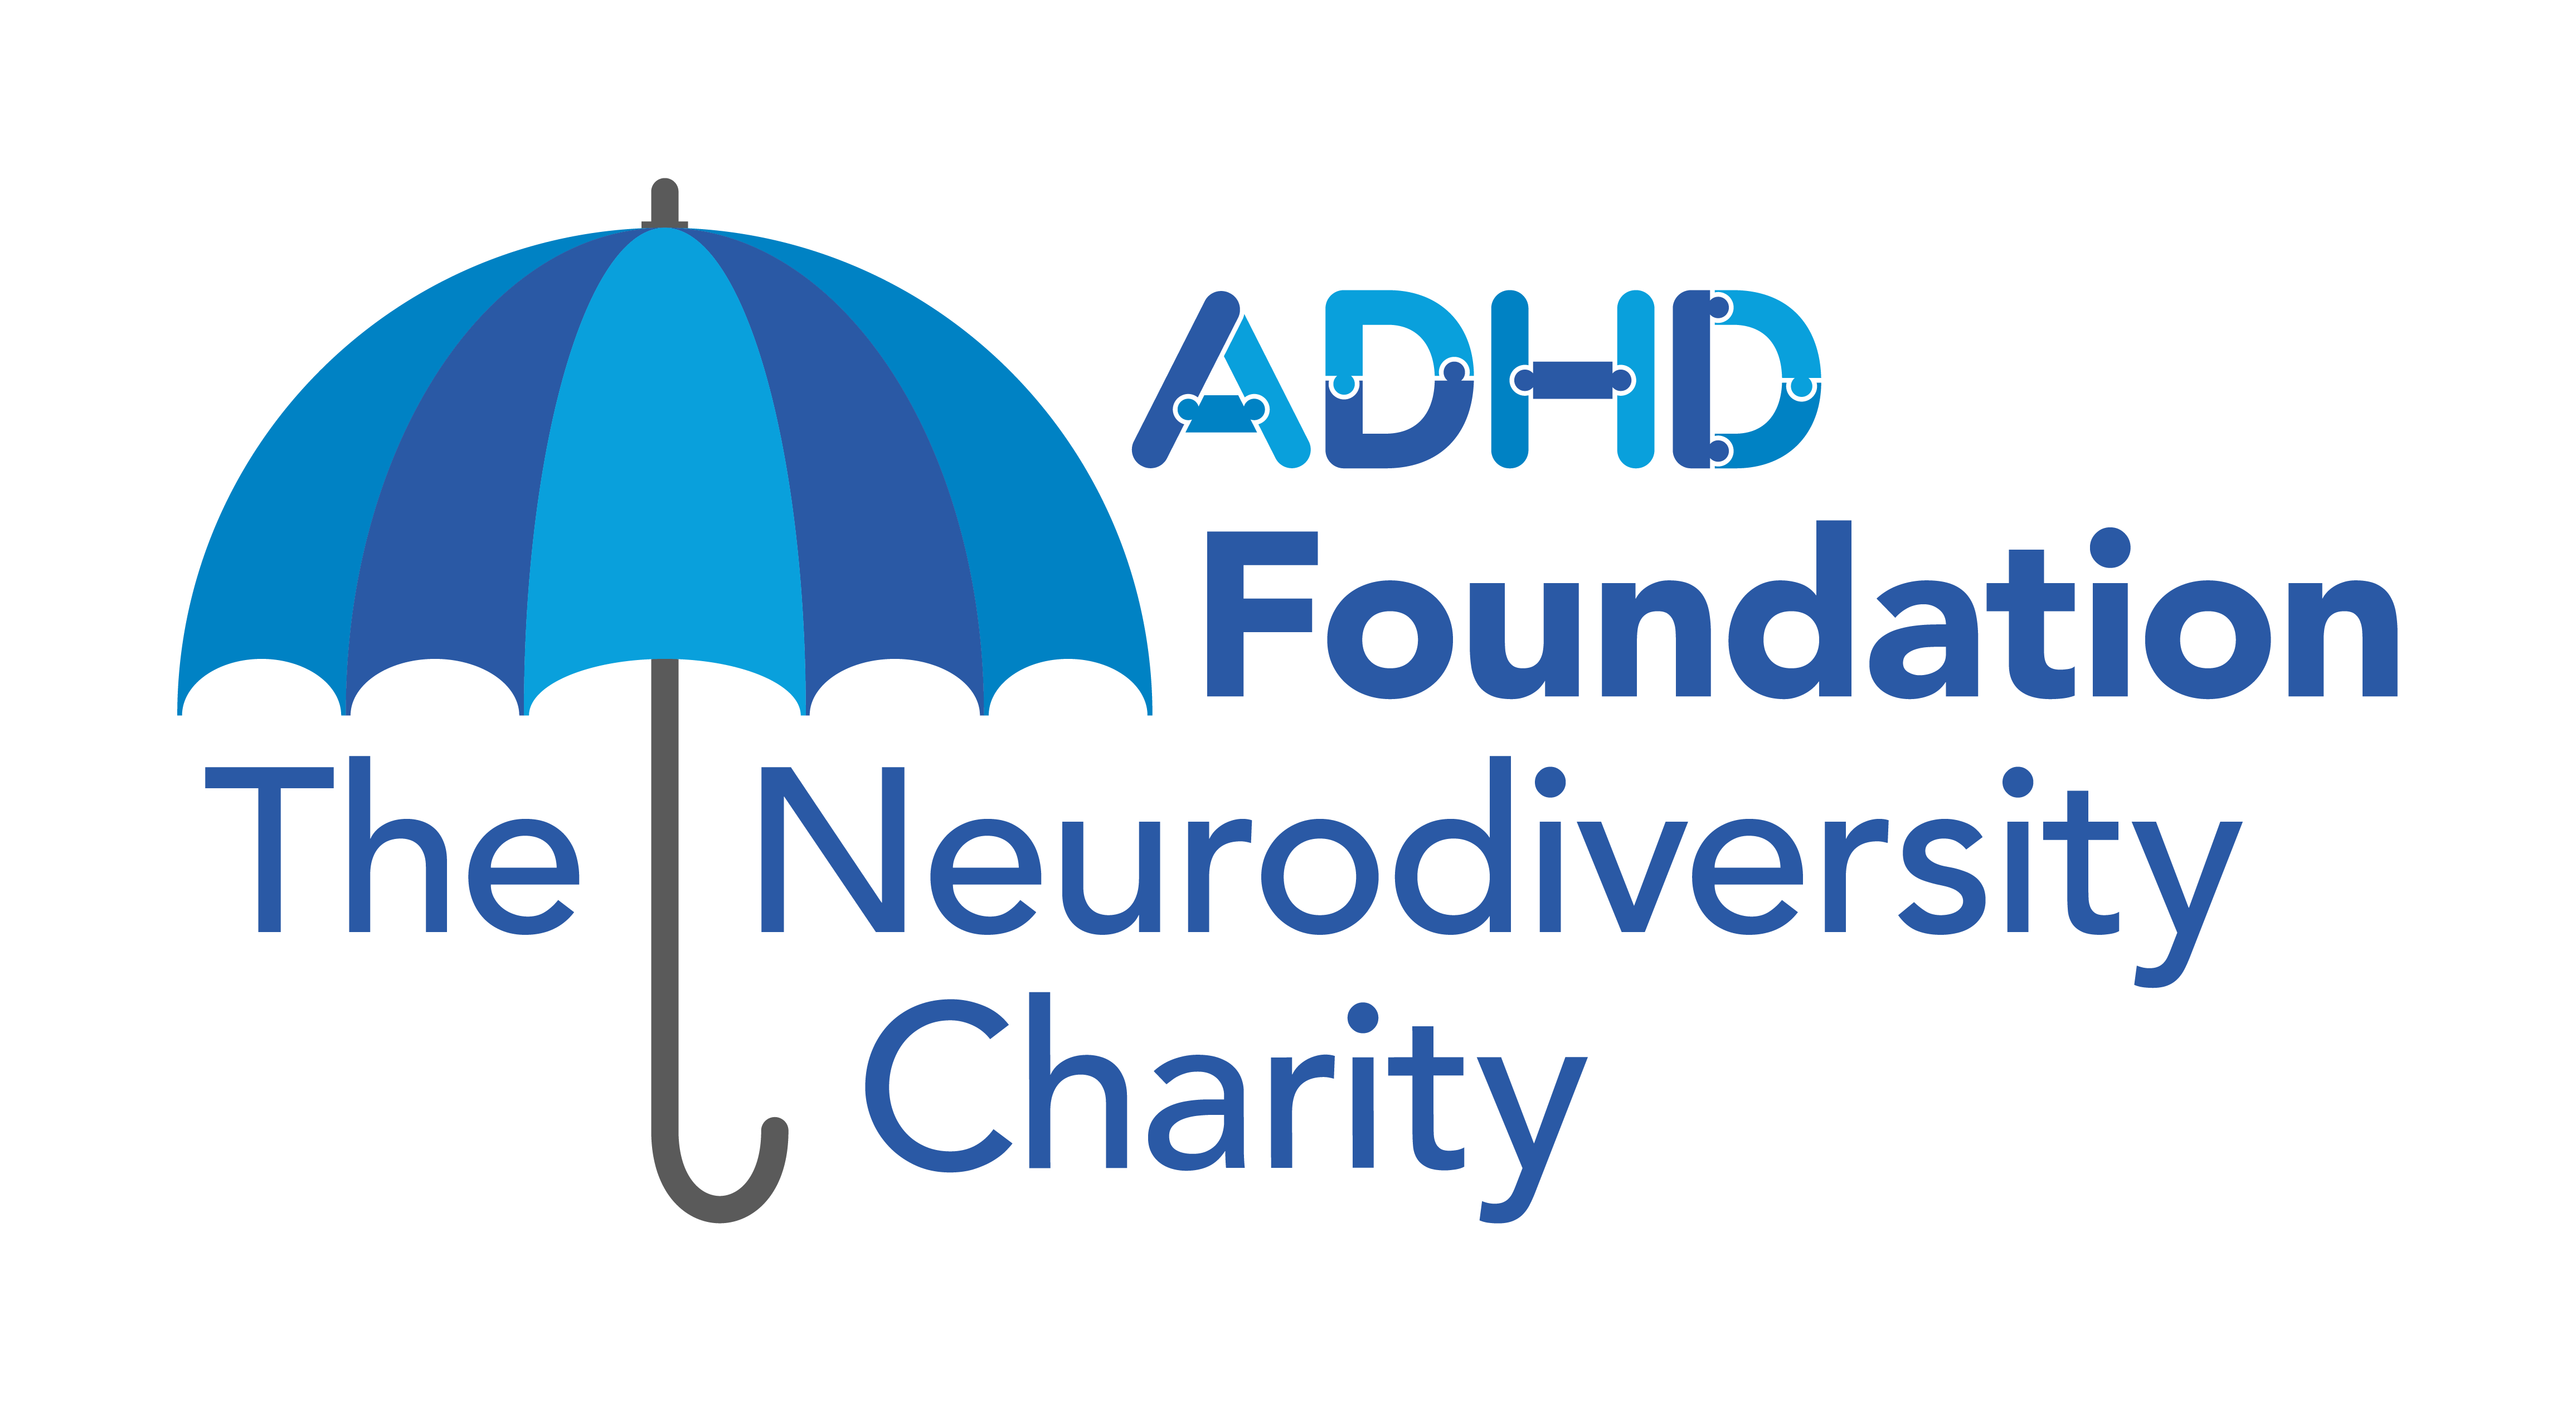 ADHD
Foundation
The Neurodiversity
Charity